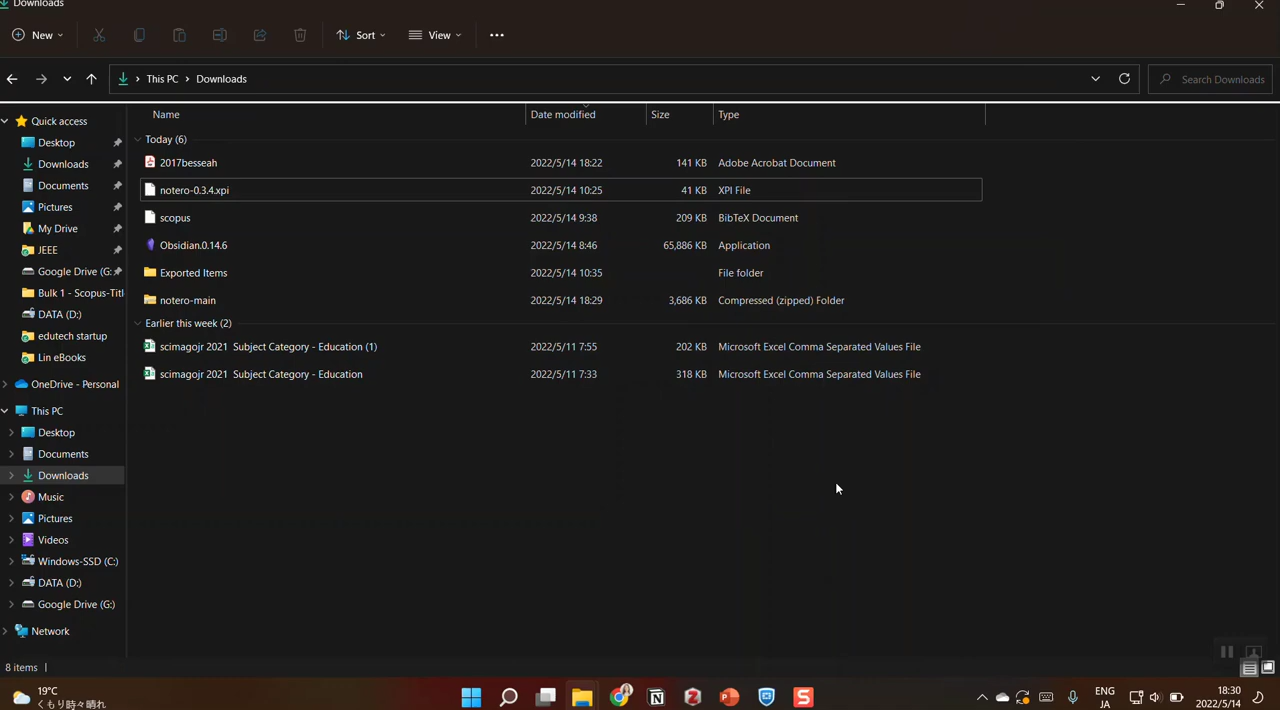 Downloads
New
Sort
View
This PC > Downloads
Search Downloads
Name Date modified Size Type
Today (6)
2017besseah 2022/5/14 18:22 141 KB Adobe Acrobat Document
notero-0.3.4.xpi 2022/5/14 10:25 41 KB XPI File
scopus 2022/5/14 9:38 209 KB BibTeX Document
Obsidian.0.14.6 2022/5/14 8:46 65,886 KB Application
Exported Items 2022/5/14 10:35 File folder
notero-main 2022/5/14 18:29 3,686 KB Compressed (zipped) Folder
Earlier this week (2)
scimagojr 2021 Subject Category - Education (1) 2022/5/11 7:55 202 KB Microsoft Excel Comma Separated Values File
scimagojr 2021 Subject Category - Education 2022/5/11 7:33 318 KB Microsoft Excel Comma Separated Values File
Quick access
Desktop
Downloads
Documents
Pictures
My Drive
JEEE
Google Drive (G:
Bulk 1 - Scopus-Titl
DATA (D:)
edutech startup
Lin eBooks
OneDrive - Personal
This PC
Desktop
Documents
Downloads
Music
Pictures
Videos
Windows-SSD (C:)
DATA (D:)
Google Drive (G:)
Network
8 items
19°C
くもり時々晴れ
ENG
JA
18:30
2022/5/14